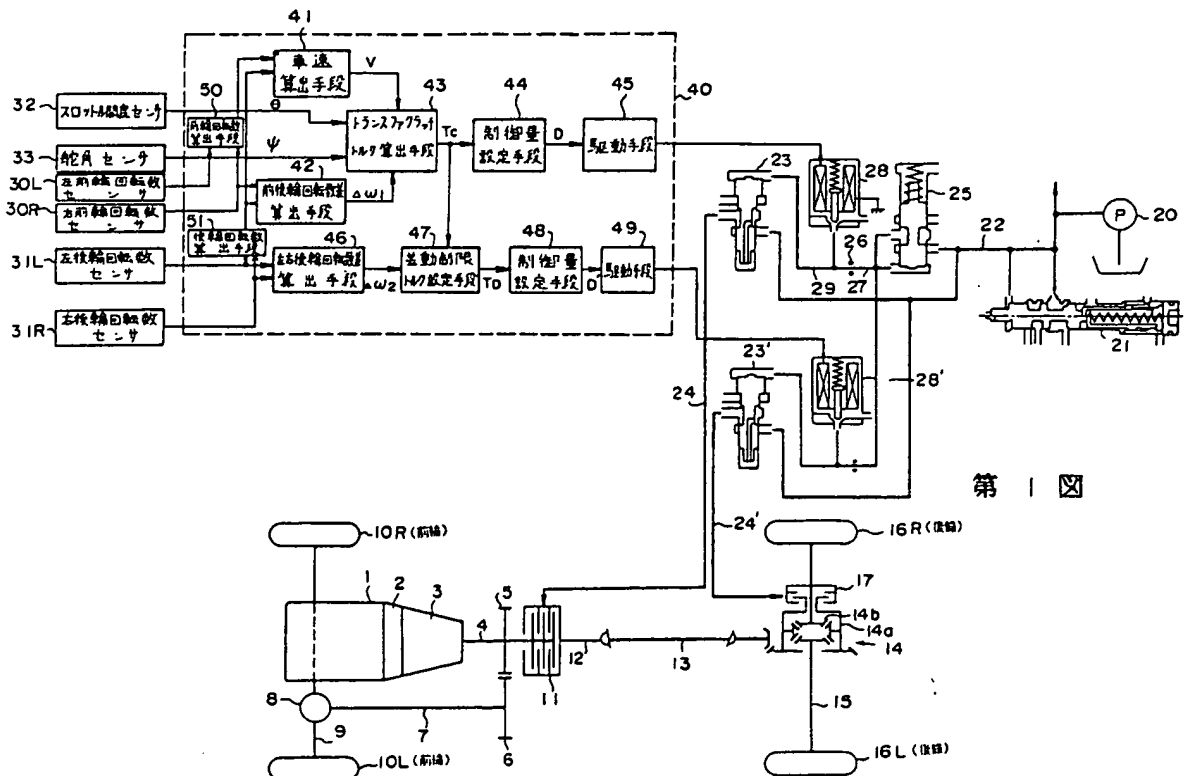 41
車速
算出手段
V
50
前輪回転数
算出手段
43
44
45
40
32
スロットル開度センサ
θ
トランスファクラッチ
トルク算出手段
Tc
制御量
設定手段
D
駆動手段
33
舵角センサ
ψ
30L
左前輪回転数
センサ
42
前後輪回転数差
算出手段
Δω1
30R
右前輪回転数
センサ
51
後輪回転数
算出手段
46
47
48
49
31L
左後輪回転数
センサ
左右後輪回転数差
算出手段
Δω2
差動制限
トルク設定手段
TD
制御量
設定手段
D'
駆動手段
31R
右後輪回転数
センサ
23
28
25
26
27
29
22
P
20
21
24
23'
28'
24'
第1図
10R (前輪)
16R (後輪)
1
2
3
4
5
11
12
13
17
14b
14a
14
8
7
9
6
15
10L (前輪)
16L (後輪)